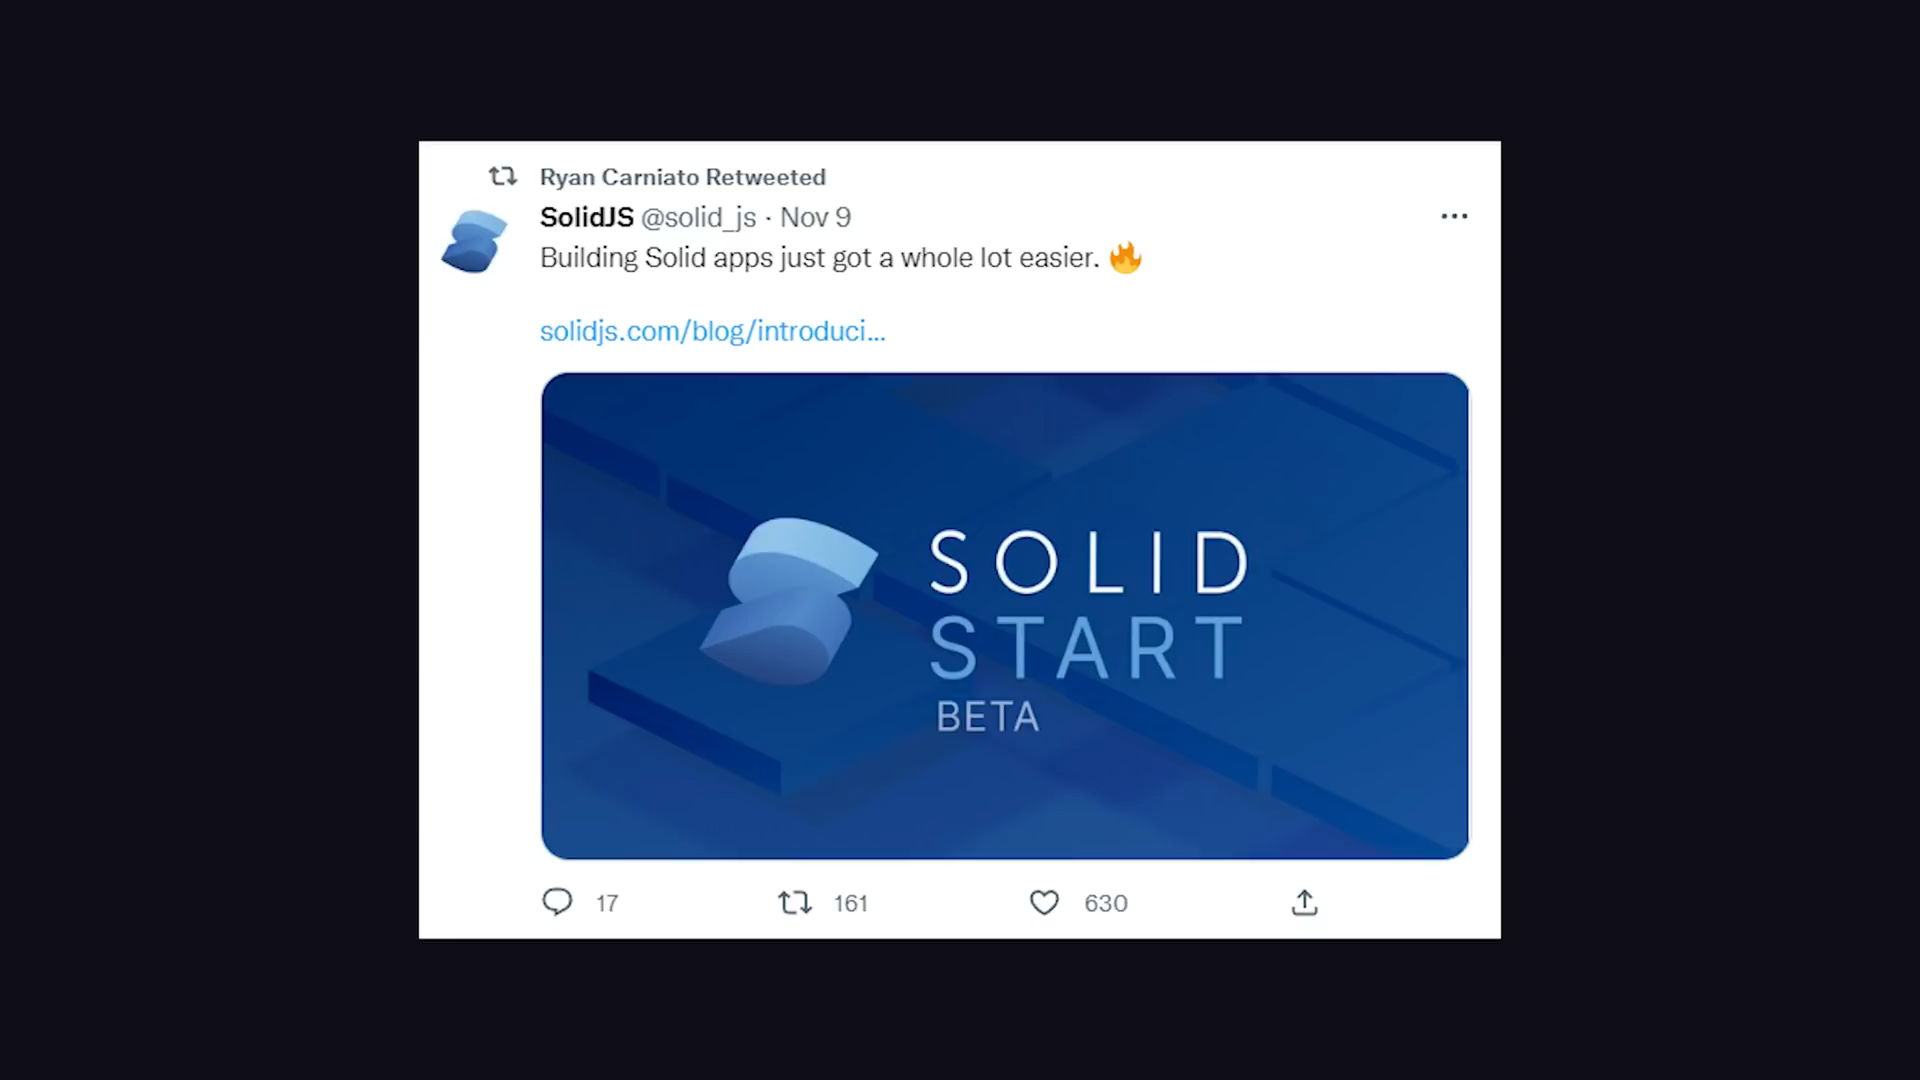 Ryan Carniato Retweeted
SolidJS @solid_js · Nov 9
Building Solid apps just got a whole lot easier. 🔥
solidjs.com/blog/introduci...
SOLID
START
BETA
17 161 630